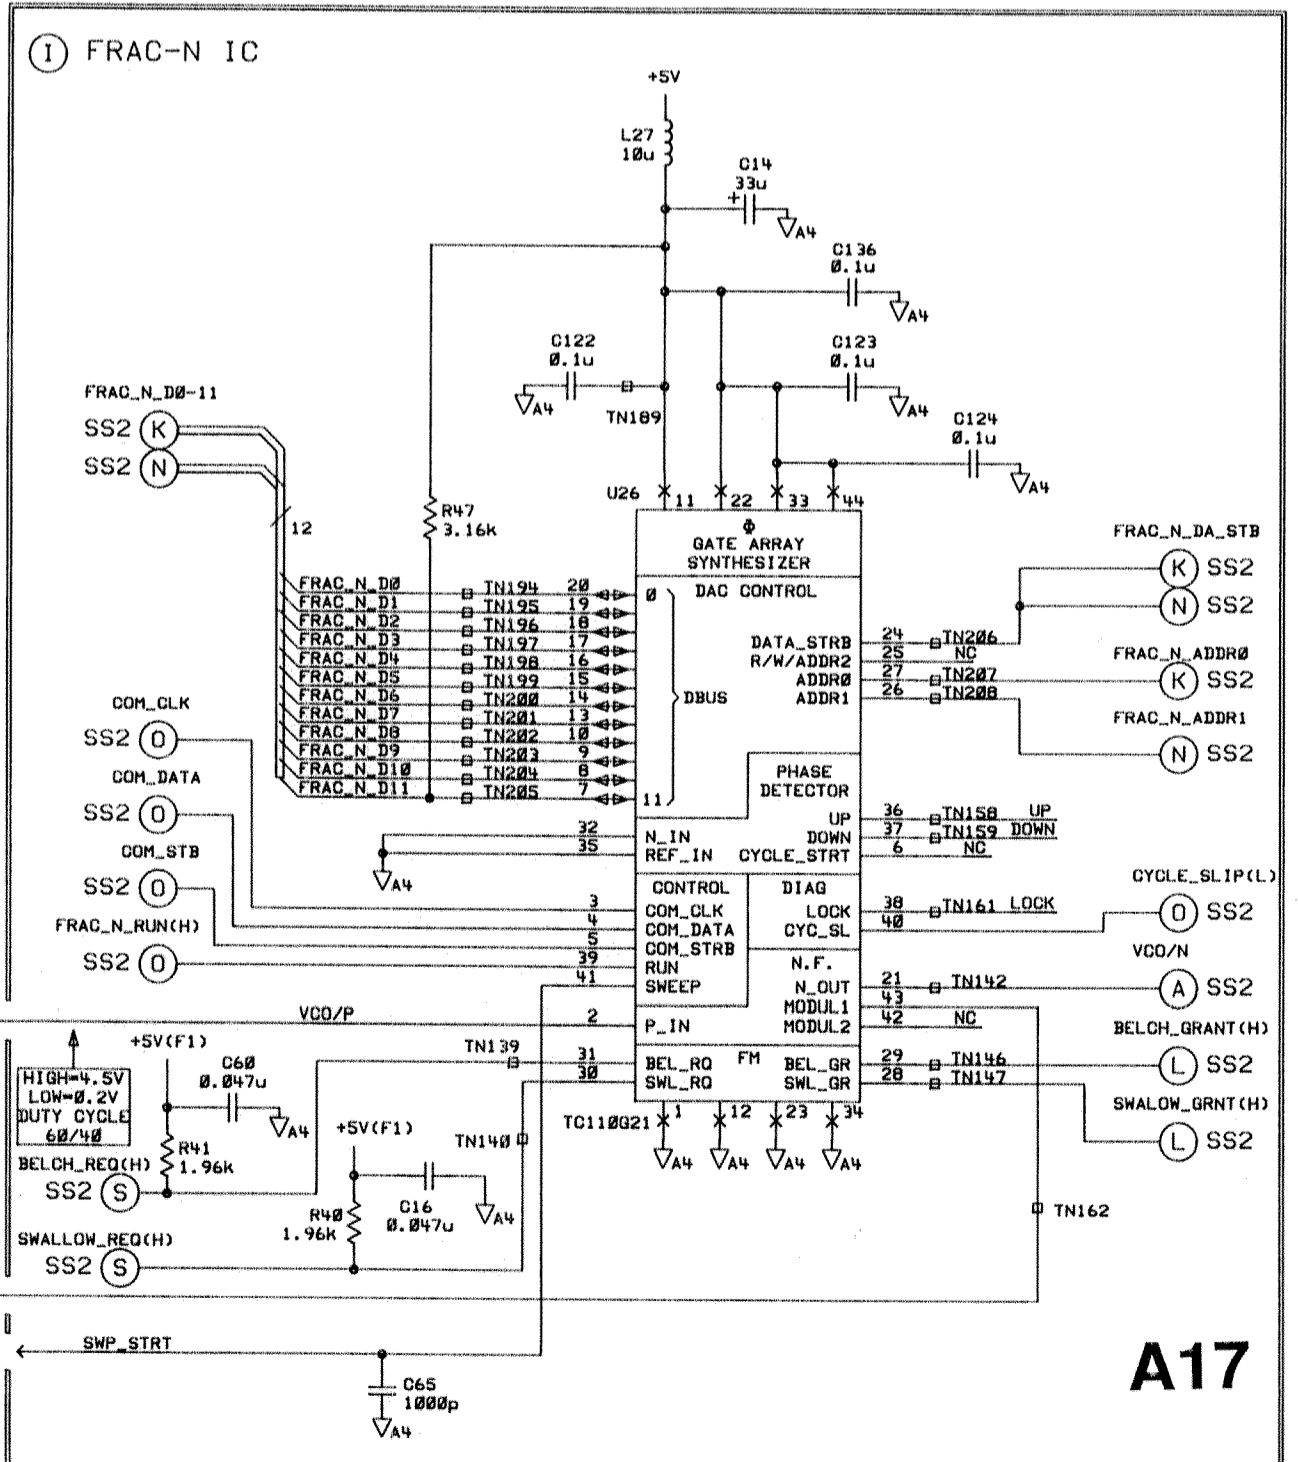 I FRAC-N IC
+5V
L27
10u
C14
33u
+
A4
C136
0.1u
A4
C122
0.1u
A4
TN189
C123
0.1u
A4
C124
0.1u
A4
FRAC_N_D0-11
SS2 K
SS2 N
12
R47
3.16k
U26
11 22 33 44
Φ
GATE ARRAY
SYNTHESIZER
DAC CONTROL
FRAC_N_D0 TN194 20 0
FRAC_N_D1 TN195 19
FRAC_N_D2 TN196 18
FRAC_N_D3 TN197 17
FRAC_N_D4 TN198 16
FRAC_N_D5 TN199 15
FRAC_N_D6 TN200 14
FRAC_N_D7 TN201 13
FRAC_N_D8 TN202 10
FRAC_N_D9 TN203 9
FRAC_N_D10 TN204 8
FRAC_N_D11 TN205 7 11
DBUS
DATA_STRB 24 TN206
R/W/ADDR2 25 NC
ADDR0 27 TN207
ADDR1 26 TN208
FRAC_N_DA_STB
K SS2
N SS2
FRAC_N_ADDR0
K SS2
FRAC_N_ADDR1
N SS2
COM_CLK
SS2 O
COM_DATA
SS2 O
COM_STB
SS2 O
FRAC_N_RUN(H)
SS2 O
32 N_IN
35 REF_IN
A4
PHASE
DETECTOR
UP 36 TN158 UP
DOWN 37 TN159 DOWN
CYCLE_STRT 6 NC
CONTROL
3 COM_CLK
4 COM_DATA
5 COM_STRB
39 RUN
41 SWEEP
DIAG
LOCK 38 TN161 LOCK
CYC_SL 40
CYCLE_SLIP(L)
O SS2
N.F.
N_OUT 21 TN142
MODUL1 43
MODUL2 42 NC
VCO/N
A SS2
VCO/P
2 P_IN
TN139
31 BEL_RQ
30 SWL_RQ
FM
BEL_GR 29 TN146
SWL_GR 28 TN147
BELCH_GRANT(H)
L SS2
SWALOW_GRNT(H)
L SS2
TC110G21
1 12 23 34
A4 A4 A4 A4
HIGH=4.5V
LOW=0.2V
DUTY CYCLE
60/40
+5V(F1)
C60
0.047u
A4
R41
1.96k
BELCH_REQ(H)
SS2 S
+5V(F1)
TN140
C16
0.047u
A4
R40
1.96k
SWALLOW_REQ(H)
SS2 S
TN162
SWP_STRT
C65
1000p
A4
A17